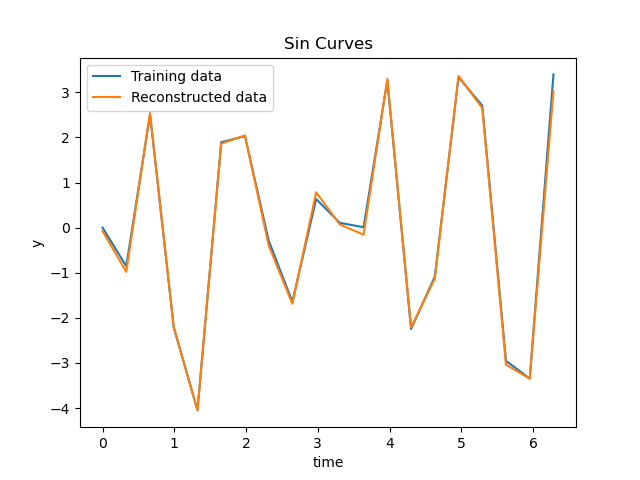 Sin Curves
Training data
Reconstructed data
3
2
1
0
−1
−2
−3
−4
y
0 1 2 3 4 5 6
time